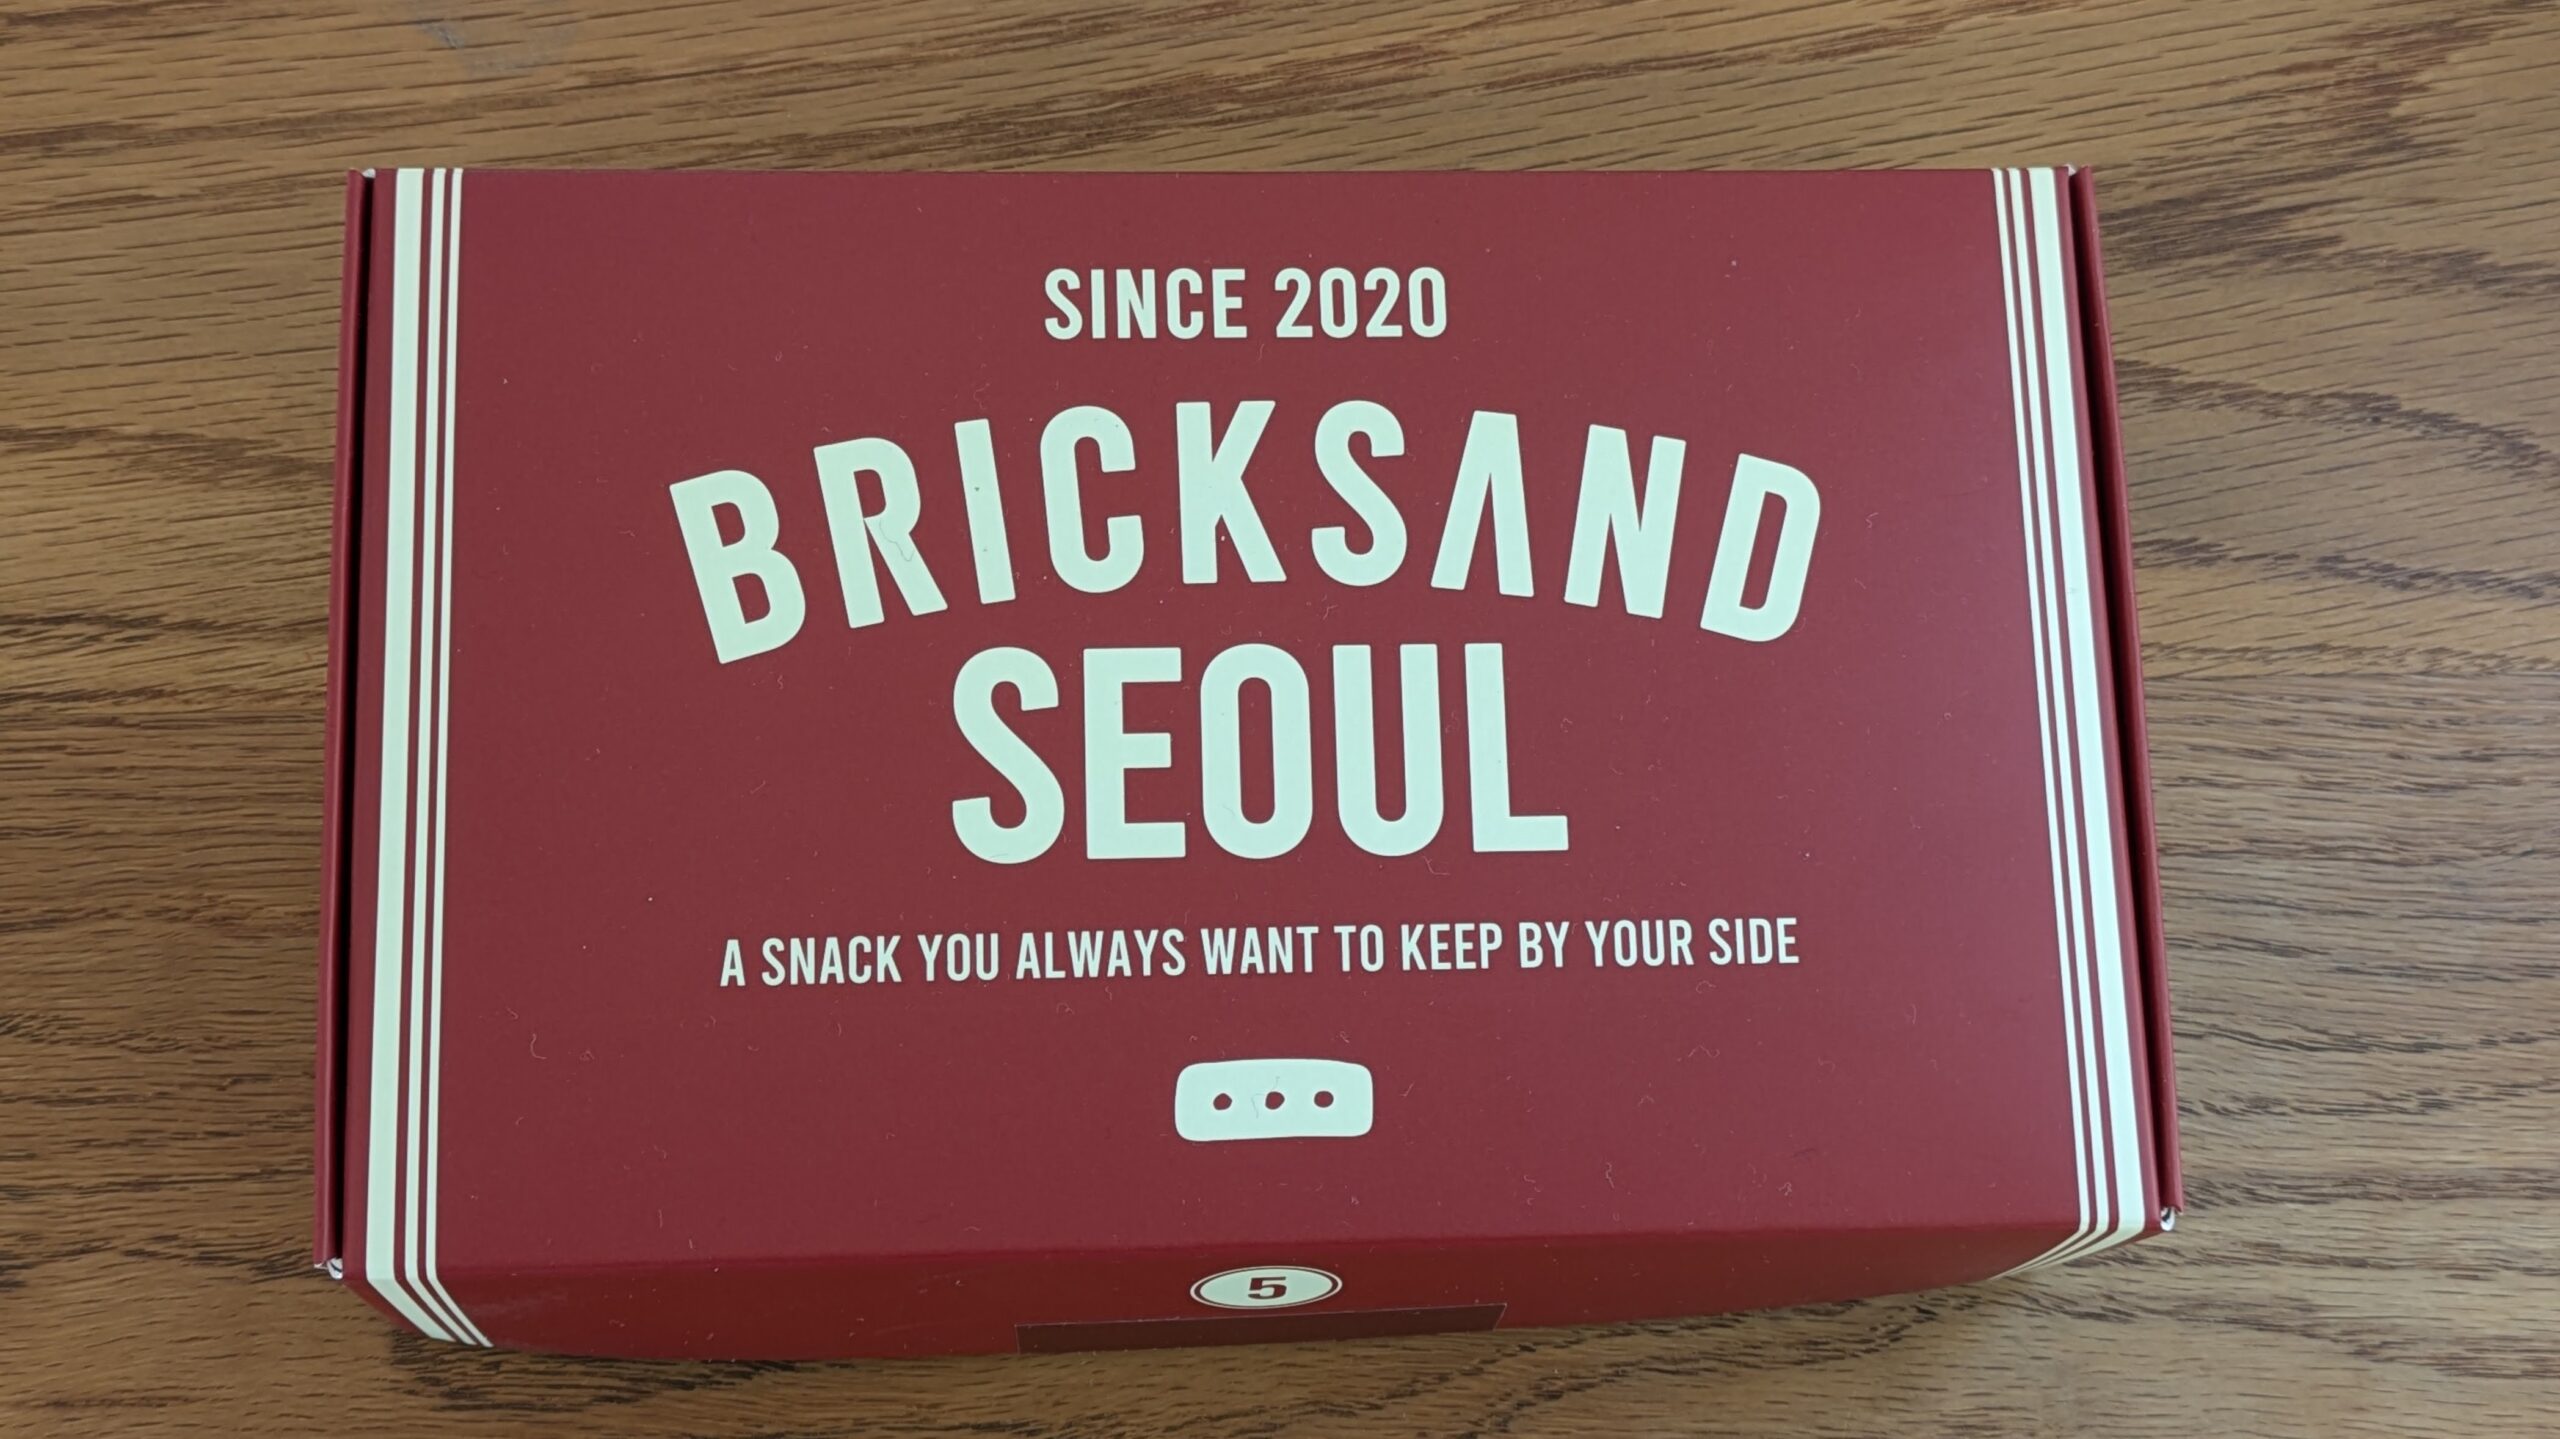 SINCE 2020
BRICKSAND
SEOUL
A SNACK YOU ALWAYS WANT TO KEEP BY YOUR SIDE
5